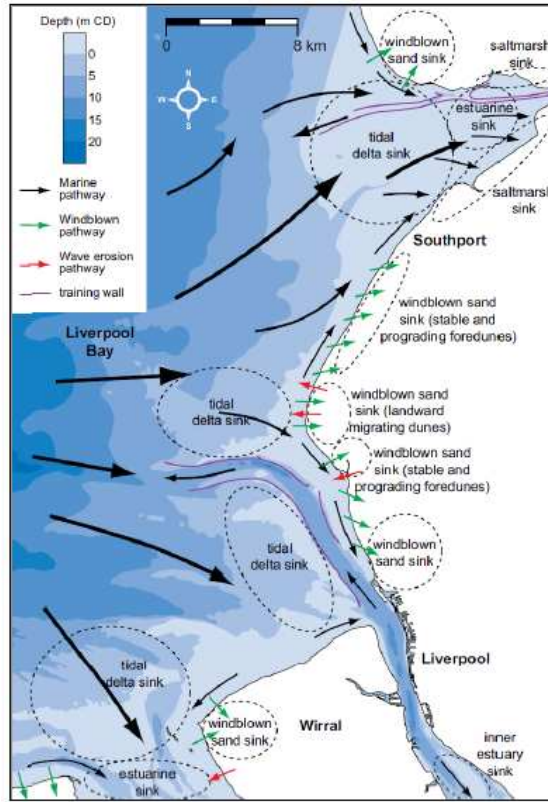 Depth (m CD)
0
5
10
15
20
0
8 km
N
W
E
S
Marine
pathway
Windblown
pathway
Wave erosion
pathway
training wall
windblown
sand sink
saltmarsh
sink
estuarine
sink
tidal
delta sink
saltmarsh
sink
Southport
windblown sand
sink (stable and
prograding foredunes)
Liverpool
Bay
tidal
delta sink
windblown sand
sink (landward
migrating dunes)
windblown sand
sink (stable and
prograding foredunes)
tidal
delta sink
windblown
sand sink
Liverpool
tidal
delta sink
Wirral
windblown
sand sink
inner
estuary
sink
estuarine
sink